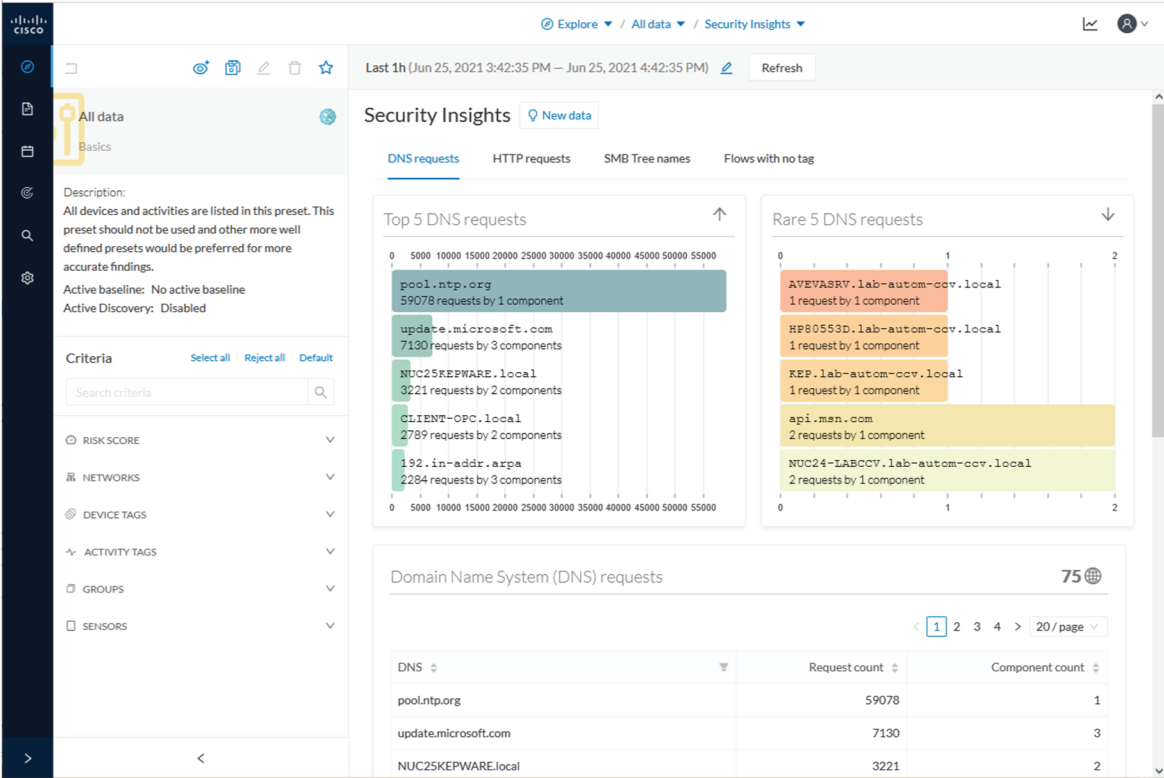 CISCO
Explore / All data / Security Insights
Last 1h (Jun 25, 2021 3:42:35 PM — Jun 25, 2021 4:42:35 PM) Refresh
All data
Basics
Description:
All devices and activities are listed in this preset. This
preset should not be used and other more well
defined presets would be preferred for more
accurate findings.
Active baseline: No active baseline
Active Discovery: Disabled
Criteria Select all Reject all Default
Search criteria
RISK SCORE
NETWORKS
DEVICE TAGS
ACTIVITY TAGS
GROUPS
SENSORS
Security Insights New data
DNS requests HTTP requests SMB Tree names Flows with no tag
Top 5 DNS requests
0 5000 10000 15000 20000 25000 30000 35000 40000 45000 50000 55000
pool.ntp.org
59078 requests by 1 component
update.microsoft.com
7130 requests by 3 components
NUC25KEPWARE.local
3221 requests by 2 components
CLIENT-OPC.local
2789 requests by 2 components
192.in-addr.arpa
2284 requests by 3 components
0 5000 10000 15000 20000 25000 30000 35000 40000 45000 50000 55000
Rare 5 DNS requests
0 1 2
AVEVASRV.lab-autom-ccv.local
1 request by 1 component
HP80553D.lab-autom-ccv.local
1 request by 1 component
KEP.lab-autom-ccv.local
1 request by 1 component
api.msn.com
2 requests by 1 component
NUC24-LABCCV.lab-autom-ccv.local
2 requests by 1 component
0 1 2
Domain Name System (DNS) requests 75
1 2 3 4 20 / page
DNS Request count Component count
pool.ntp.org 59078 1
update.microsoft.com 7130 3
NUC25KEPWARE.local 3221 2